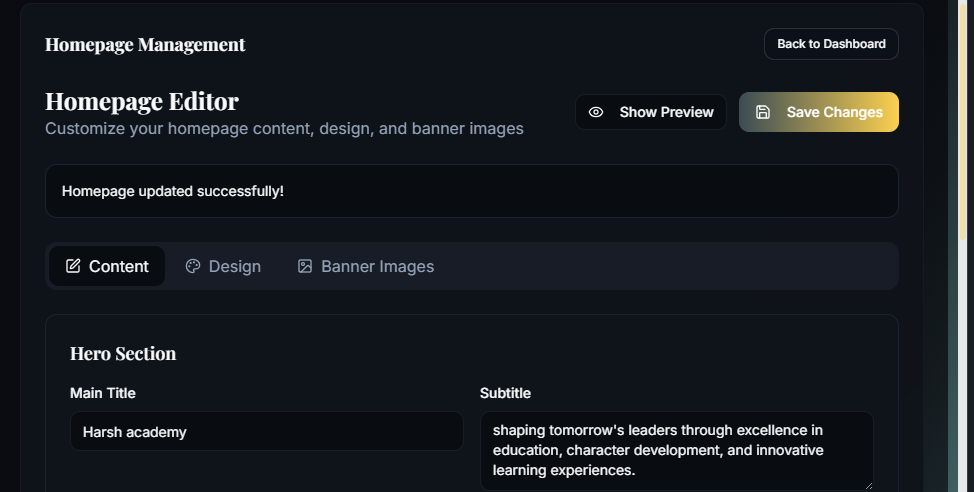 Homepage Management
Back to Dashboard
Homepage Editor
Customize your homepage content, design, and banner images
Show Preview
Save Changes
Homepage updated successfully!
Content
Design
Banner Images
Hero Section
Main Title
Subtitle
Harsh academy
shaping tomorrow's leaders through excellence in
education, character development, and innovative
learning experiences.